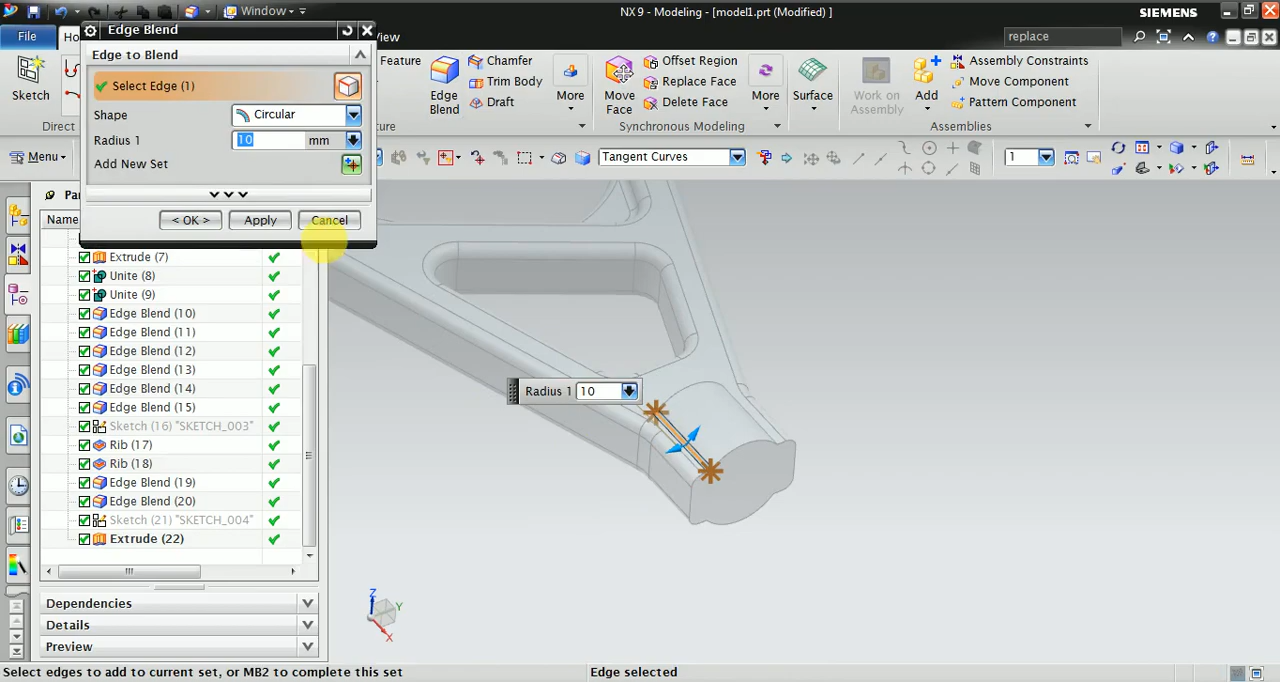 Window
NX 9 - Modeling - [model1.prt (Modified) ]
SIEMENS
File
Ho
View
replace
Edge Blend
Edge to Blend
Select Edge (1)
Shape
Circular
Radius 1
10
mm
Add New Set
< OK >
Apply
Cancel
Sketch
Direct
Feature
Edge
Blend
Chamfer
Trim Body
Draft
More
Move
Face
Offset Region
Replace Face
Delete Face
More
Synchronous Modeling
Surface
Work on
Assembly
Add
Assembly Constraints
Move Component
Pattern Component
Assemblies
Menu
Tangent Curves
1
Pa
Name
Extrude (7)
Unite (8)
Unite (9)
Edge Blend (10)
Edge Blend (11)
Edge Blend (12)
Edge Blend (13)
Edge Blend (14)
Edge Blend (15)
Sketch (16) "SKETCH_003"
Rib (17)
Rib (18)
Edge Blend (19)
Edge Blend (20)
Sketch (21) "SKETCH_004"
Extrude (22)
Dependencies
Details
Preview
Radius 1 10
Z
Y
X
Select edges to add to current set, or MB2 to complete this set
Edge selected